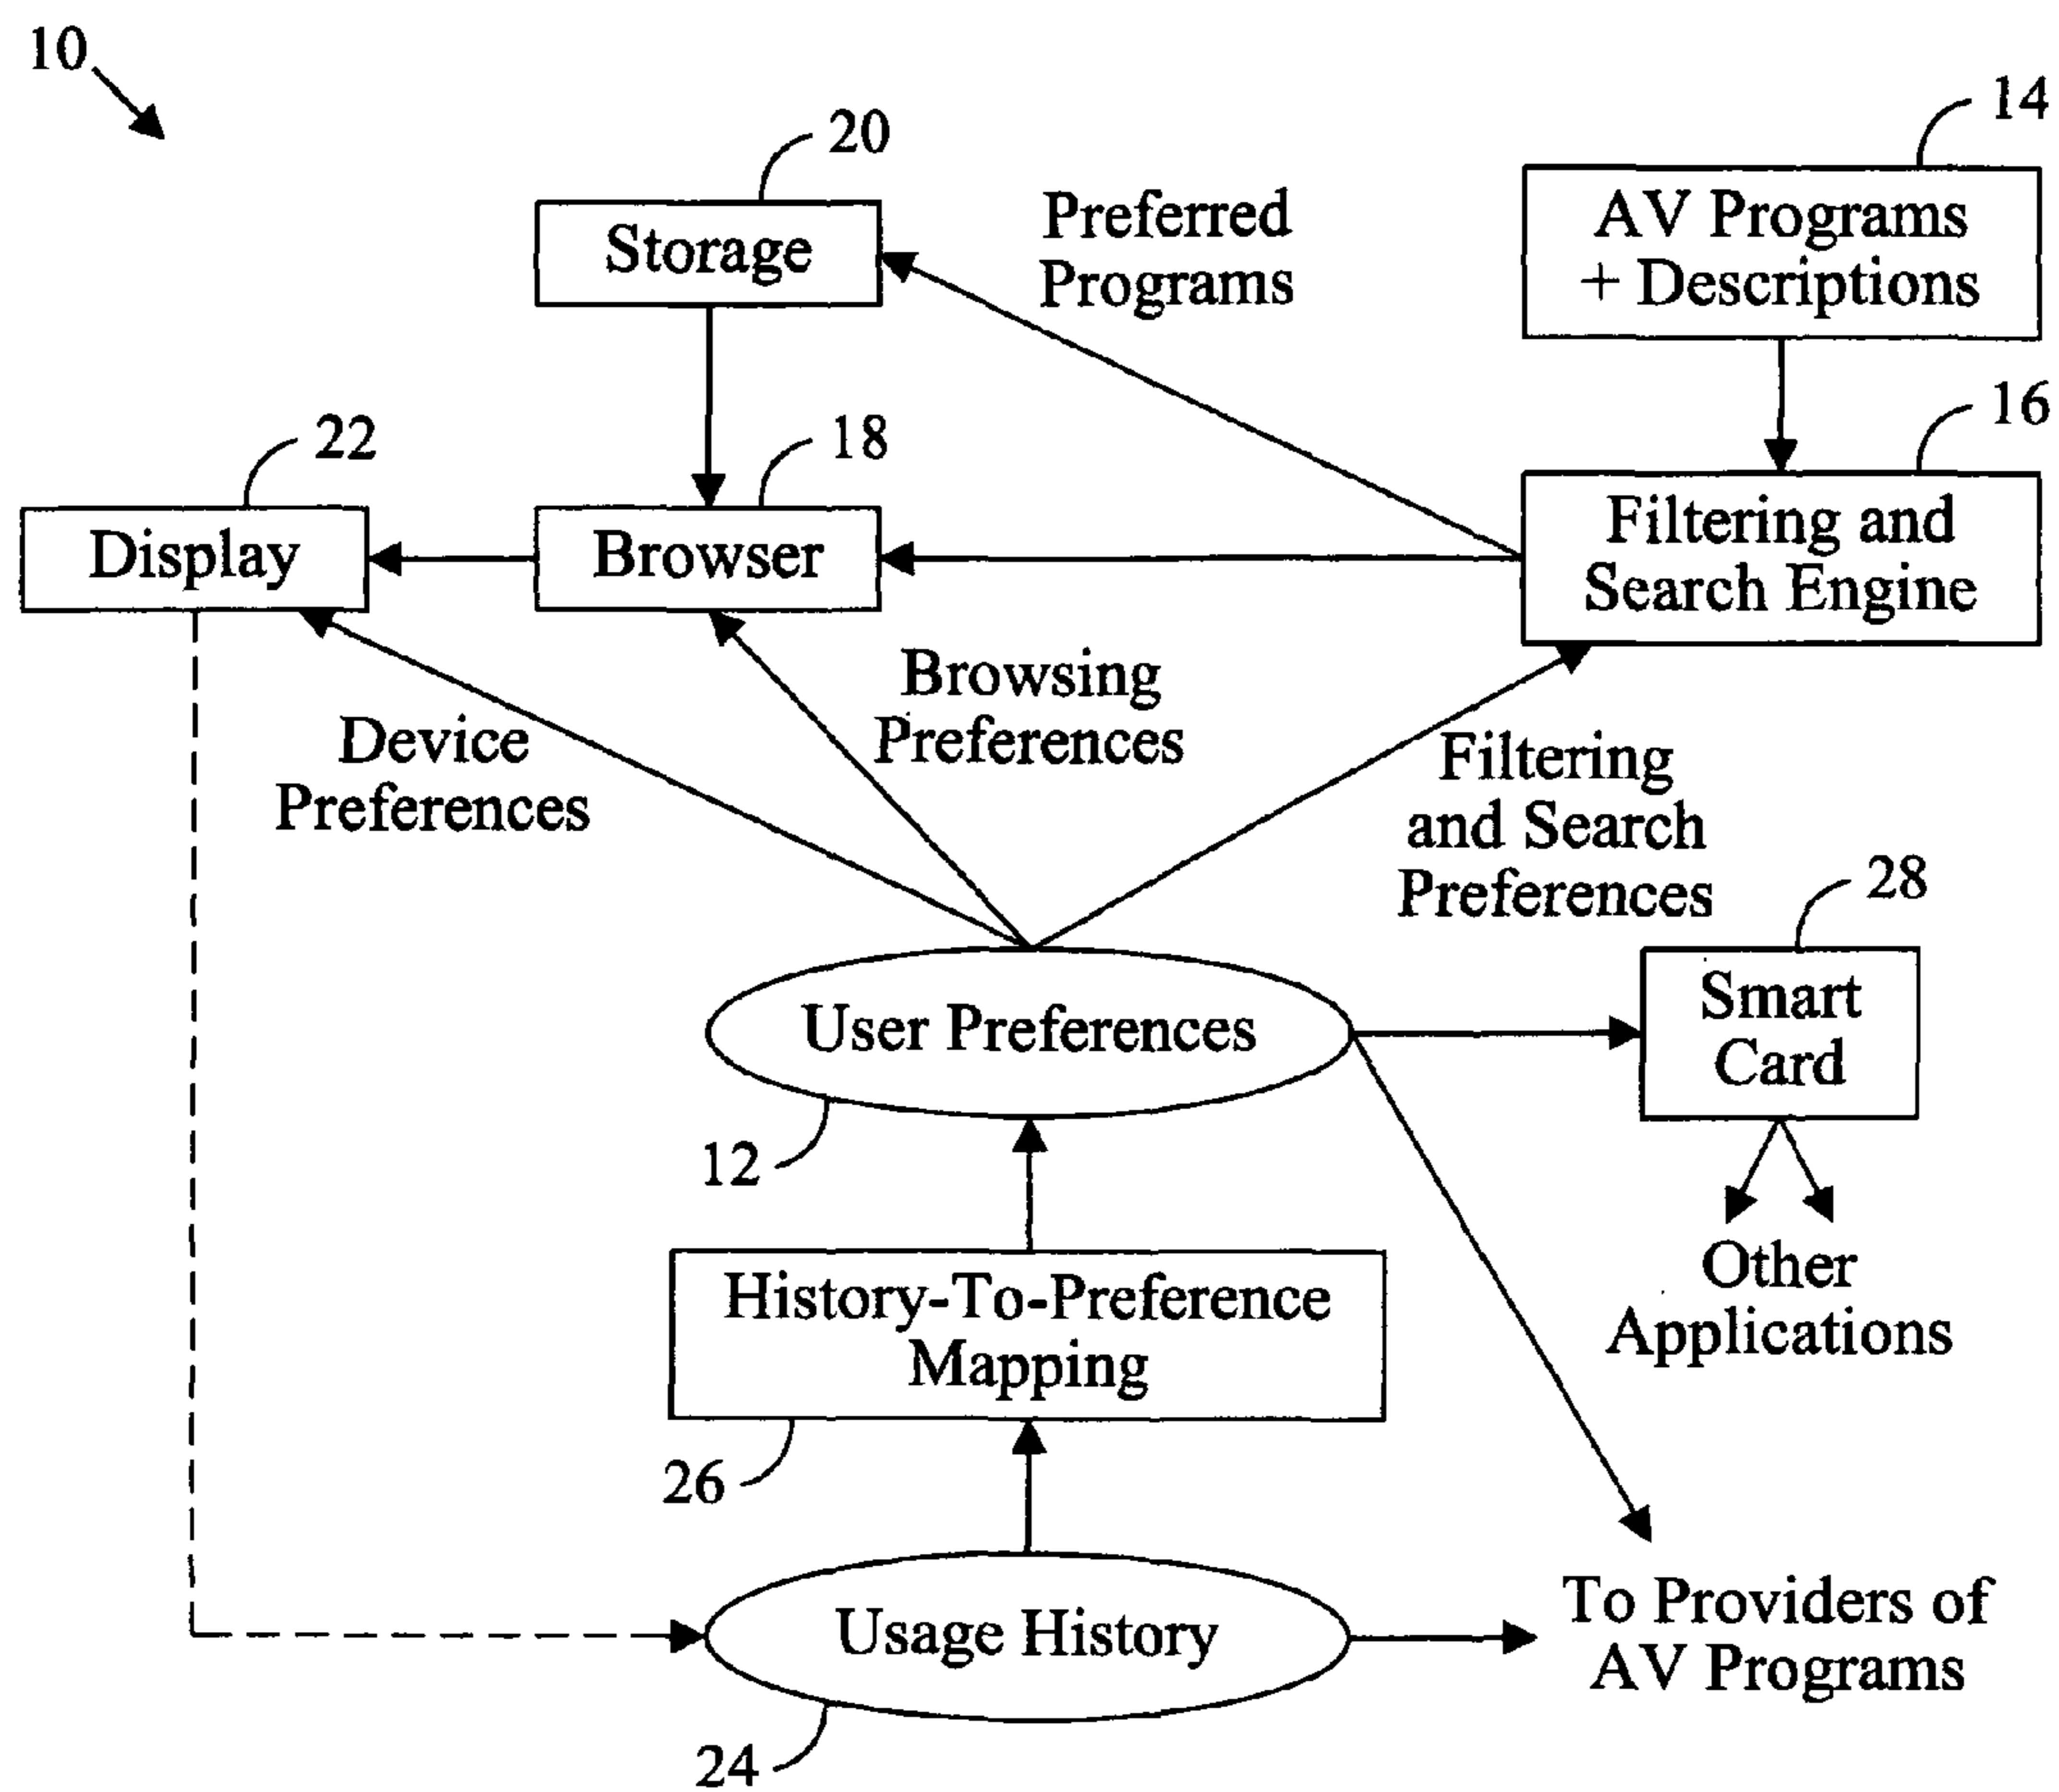 10
20
14
Storage
Preferred
Programs
AV Programs
+ Descriptions
22
18
16
Display
Browser
Filtering and
Search Engine
Device
Preferences
Browsing
Preferences
Filtering
and Search
Preferences
28
User Preferences
Smart
Card
12
Other
Applications
History-To-Preference
Mapping
26
Usage History
To Providers of
AV Programs
24